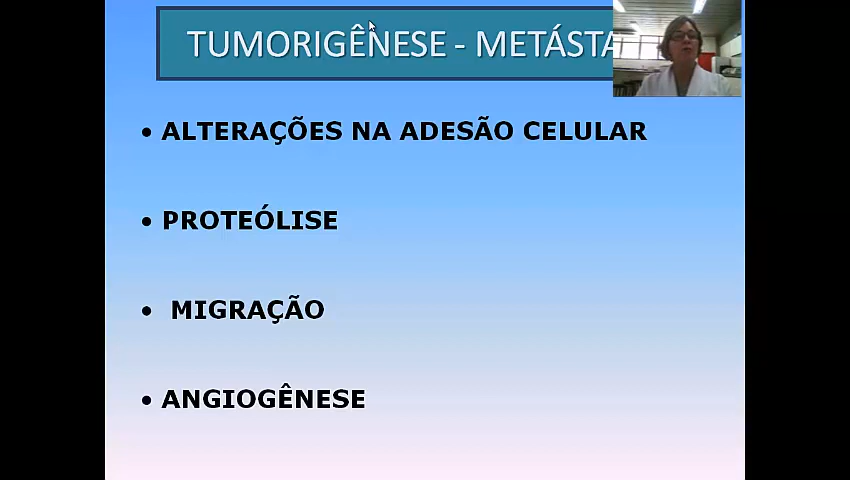 TUMORIGÊNESE - METÁSTA
• ALTERAÇÕES NA ADESÃO CELULAR
• PROTEÓLISE
• MIGRAÇÃO
• ANGIOGÊNESE